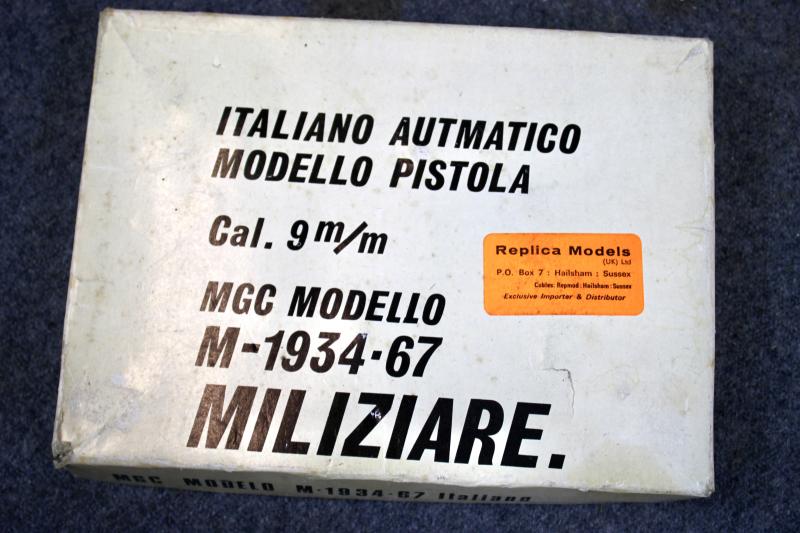 ITALIANO AUTMATICO
MODELLO PISTOLA
Cal. 9 m/m
MGC MODELLO
M-1934-67
MILIZIARE.
Replica Models
(UK) Ltd
P.O. Box 7 : Hailsham : Sussex
Cables: Repmod : Hailsham : Sussex
Exclusive Importer & Distributor
MGC MODELO M-1934-67 Italiano